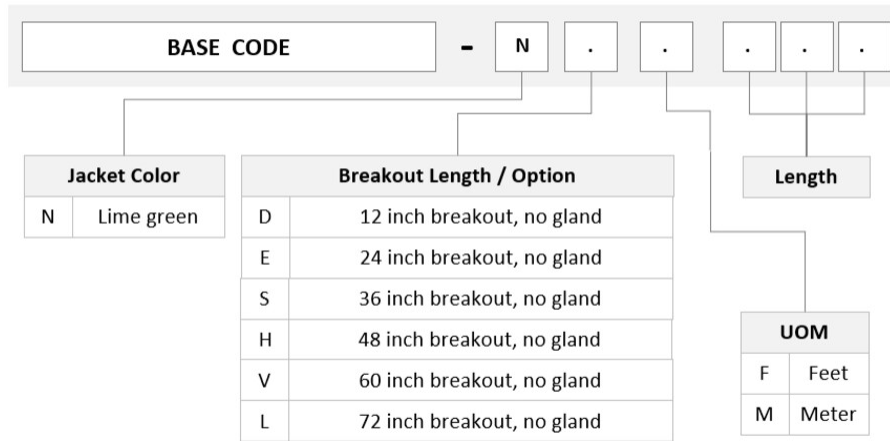 BASE CODE - N . . . . .
Jacket Color
N Lime green
Breakout Length / Option
D 12 inch breakout, no gland
E 24 inch breakout, no gland
S 36 inch breakout, no gland
H 48 inch breakout, no gland
V 60 inch breakout, no gland
L 72 inch breakout, no gland
Length
UOM
F Feet
M Meter